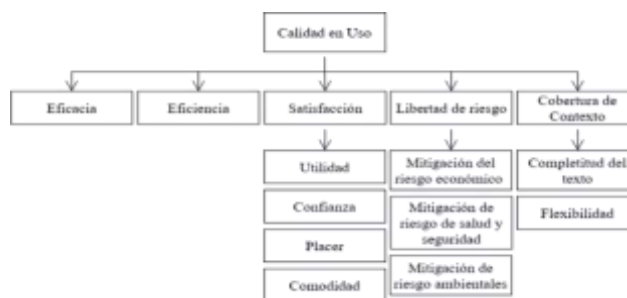 Calidad en Uso
Eficacia
Eficiencia
Satisfacción
Libertad de riesgo
Cobertura de
Contexto
Utilidad
Confianza
Placer
Comodidad
Mitigación del
riesgo económico
Mitigación de
riesgo de salud y
seguridad
Mitigación de
riesgo ambientales
Completitud del
texto
Flexibilidad